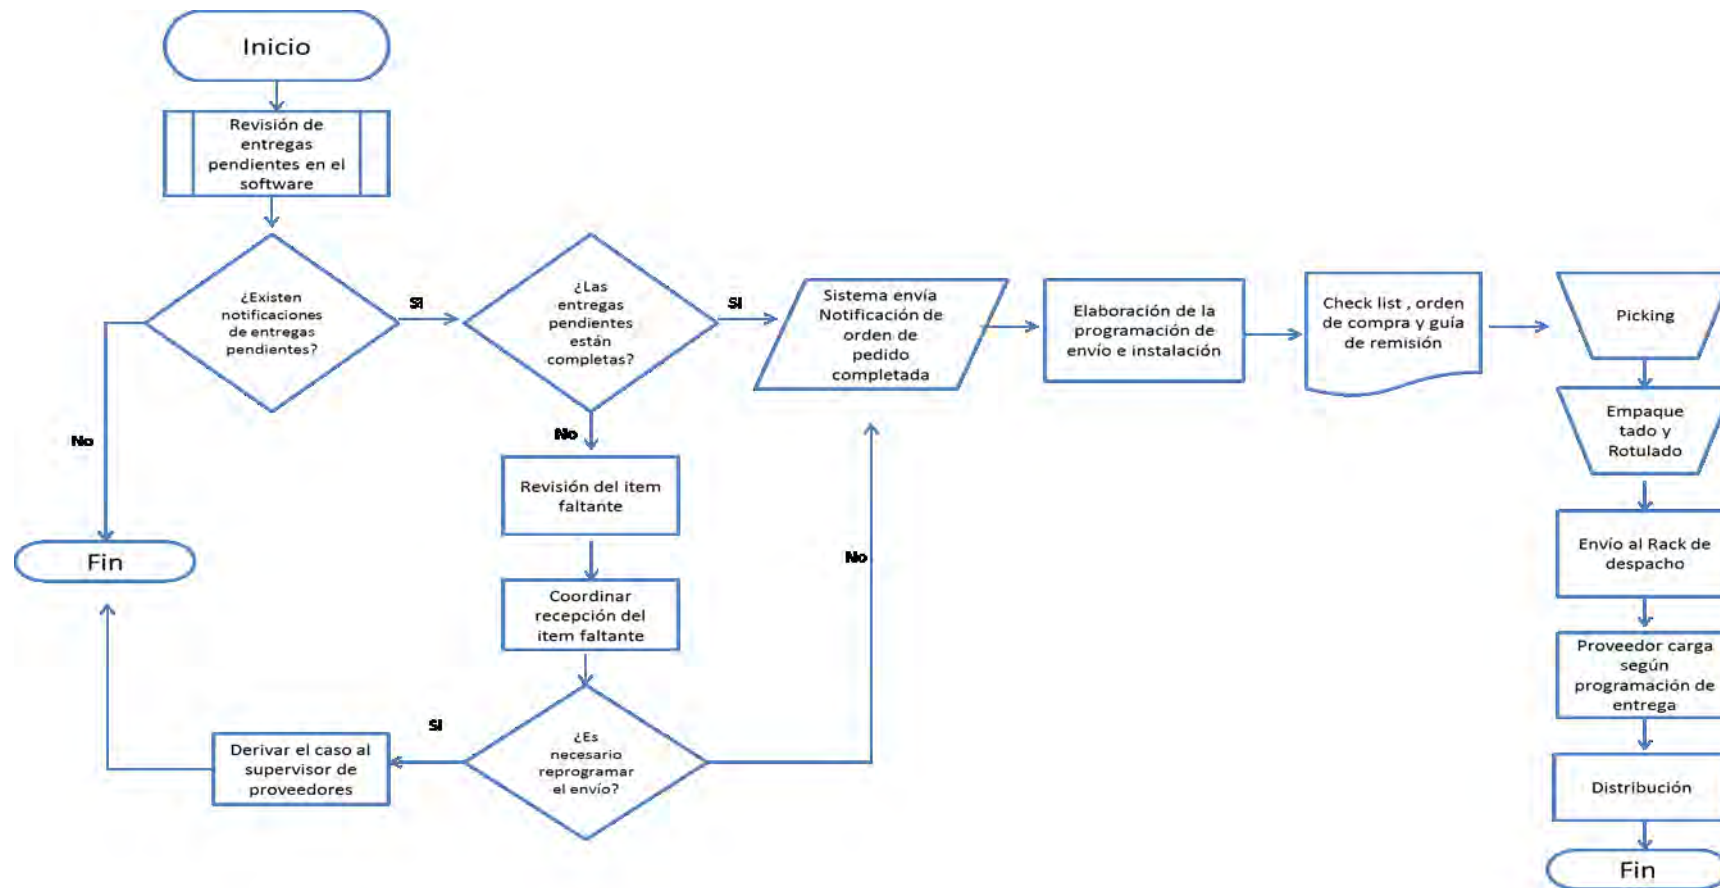 Inicio
Revisión de
entregas
pendientes en el
software
¿Existen
notificaciones
de entregas
pendientes?
SI
No
Fin
¿Las
entregas
pendientes
están
completas?
SI
No
Sistema envía
Notificación de
orden de
pedido
completada
Elaboración de la
programación de
envío e instalación
Check list , orden
de compra y guía
de remisión
Picking
Empaque
tado y
Rotulado
Envío al Rack de
despacho
Proveedor carga
según
programación de
entrega
Distribución
Fin
Revisión del item
faltante
Coordinar
recepción del
item faltante
¿Es
necesario
reprogramar
el envío?
SI
No
Derivar el caso al
supervisor de
proveedores